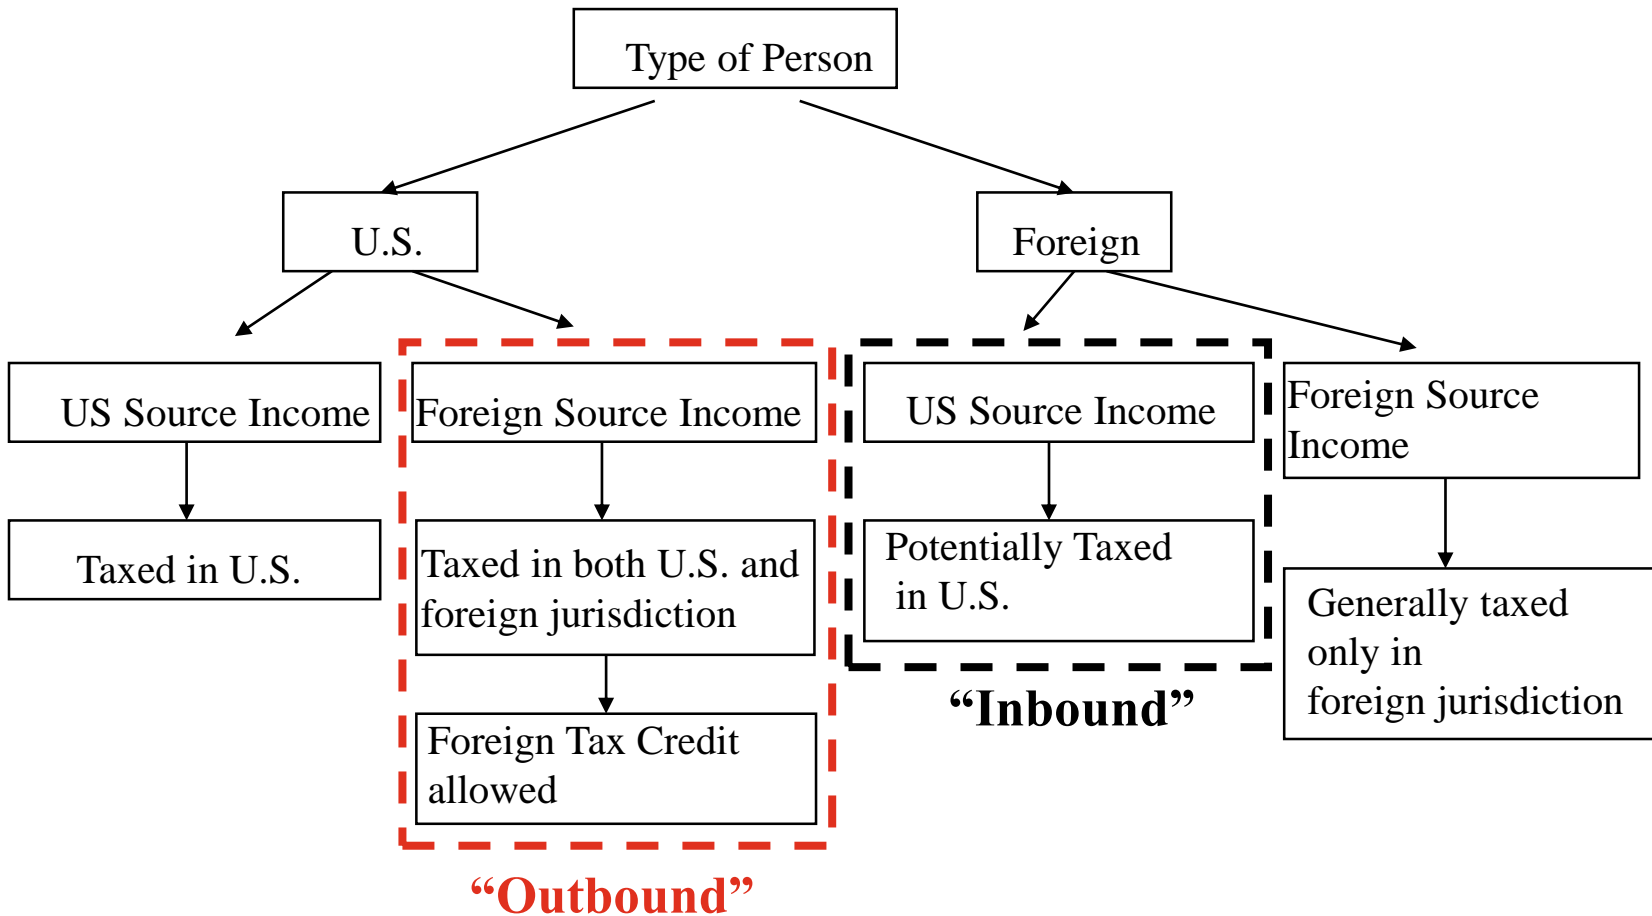 Type of Person
U.S.
Foreign
US Source Income
Foreign Source Income
US Source Income
Foreign Source
Income
Taxed in U.S.
Taxed in both U.S. and
foreign jurisdiction
Potentially Taxed
in U.S.
Generally taxed
only in
foreign jurisdiction
“Inbound”
Foreign Tax Credit
allowed
“Outbound”